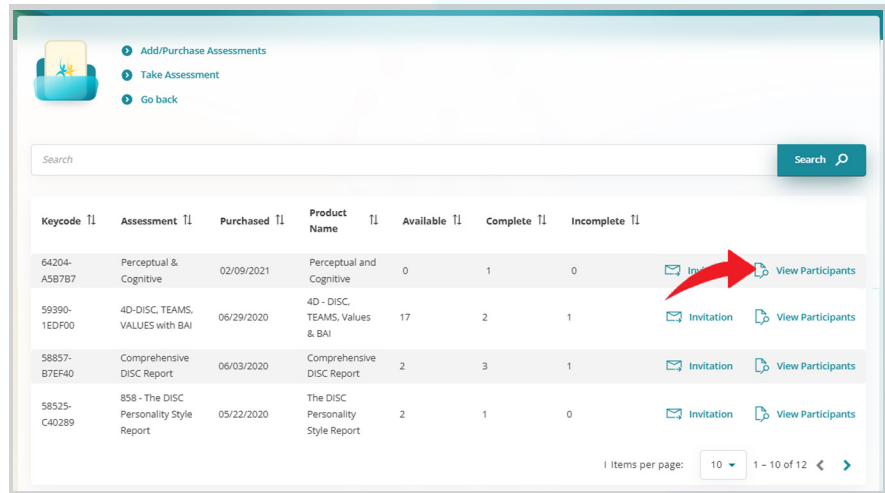 Add/Purchase Assessments
Take Assessment
Go back
Search
Search
Keycode Assessment Purchased Product Name Available Complete Incomplete
64204-A5B7B7 Perceptual & Cognitive 02/09/2021 Perceptual and Cognitive 0 1 0 View Participants
59390-1EDF00 4D-DISC, TEAMS, VALUES with BAI 06/29/2020 4D - DISC, TEAMS, Values & BAI 17 2 1 Invitation View Participants
58857-B7EF40 Comprehensive DISC Report 06/03/2020 Comprehensive DISC Report 2 3 1 Invitation View Participants
58525-C40289 858 - The DISC Personality Style Report 05/22/2020 The DISC Personality Style Report 2 1 0 Invitation View Participants
Items per page: 10 1 – 10 of 12